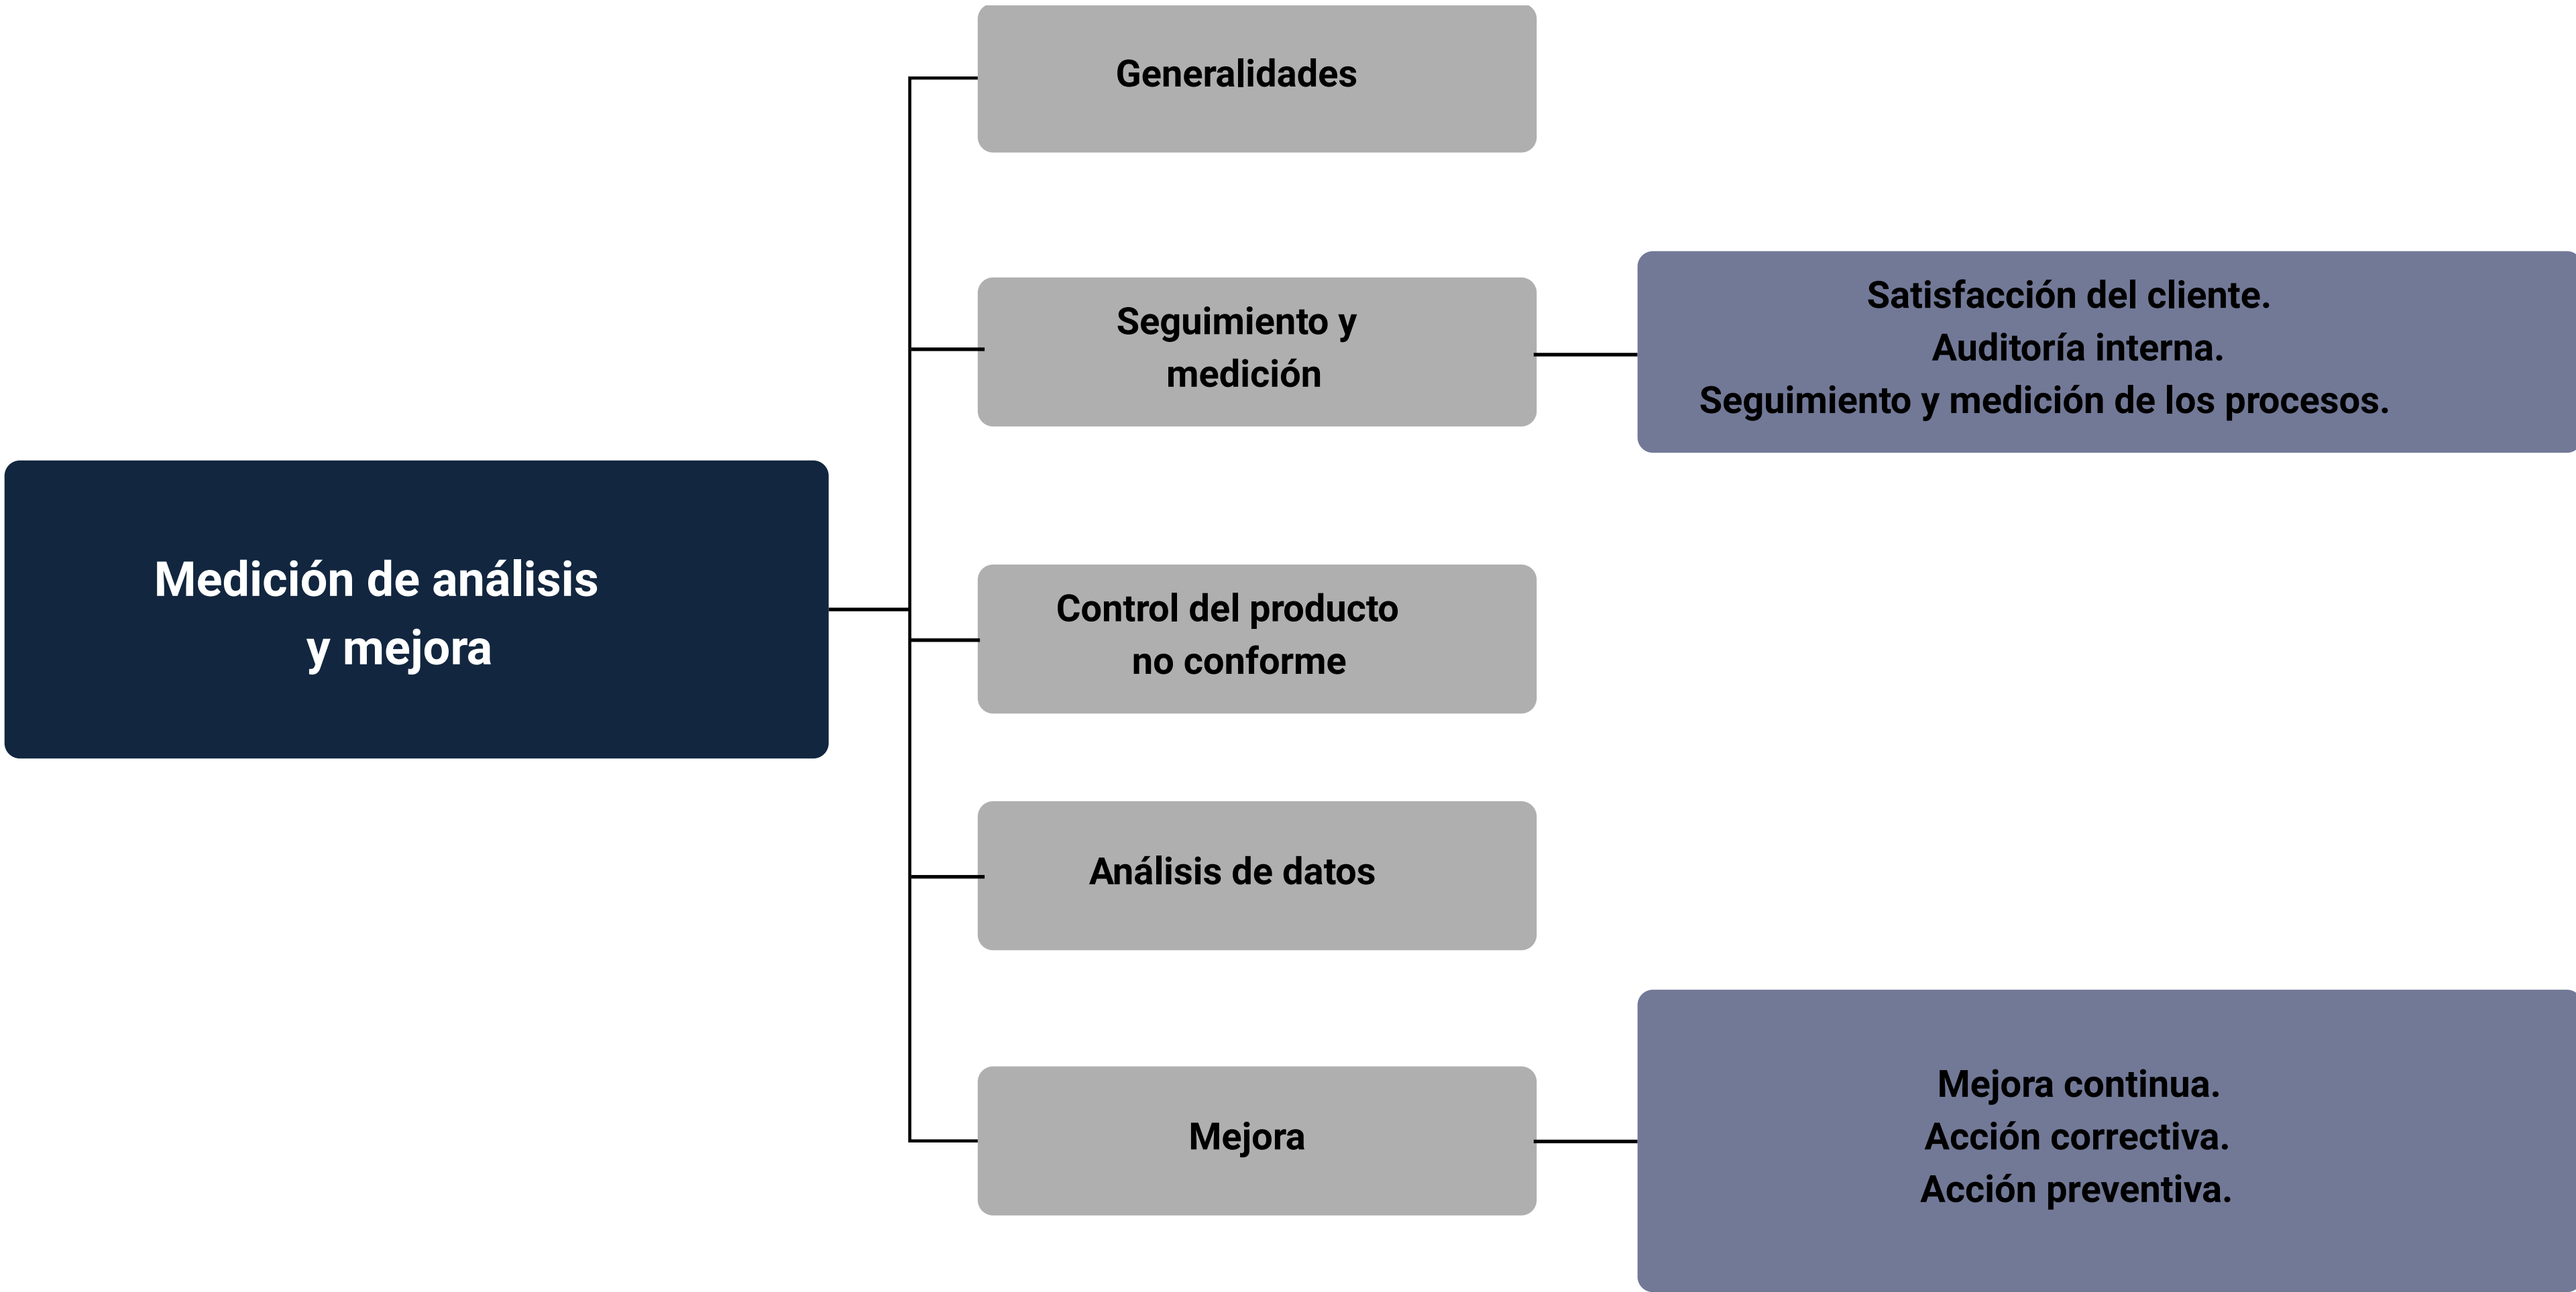 Medición de análisis
y mejora
Generalidades
Seguimiento y
medición
Satisfacción del cliente.
Auditoría interna.
Seguimiento y medición de los procesos.
Control del producto
no conforme
Análisis de datos
Mejora
Mejora continua.
Acción correctiva.
Acción preventiva.